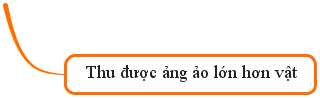 Thu được ảng ảo lớn hơn vật